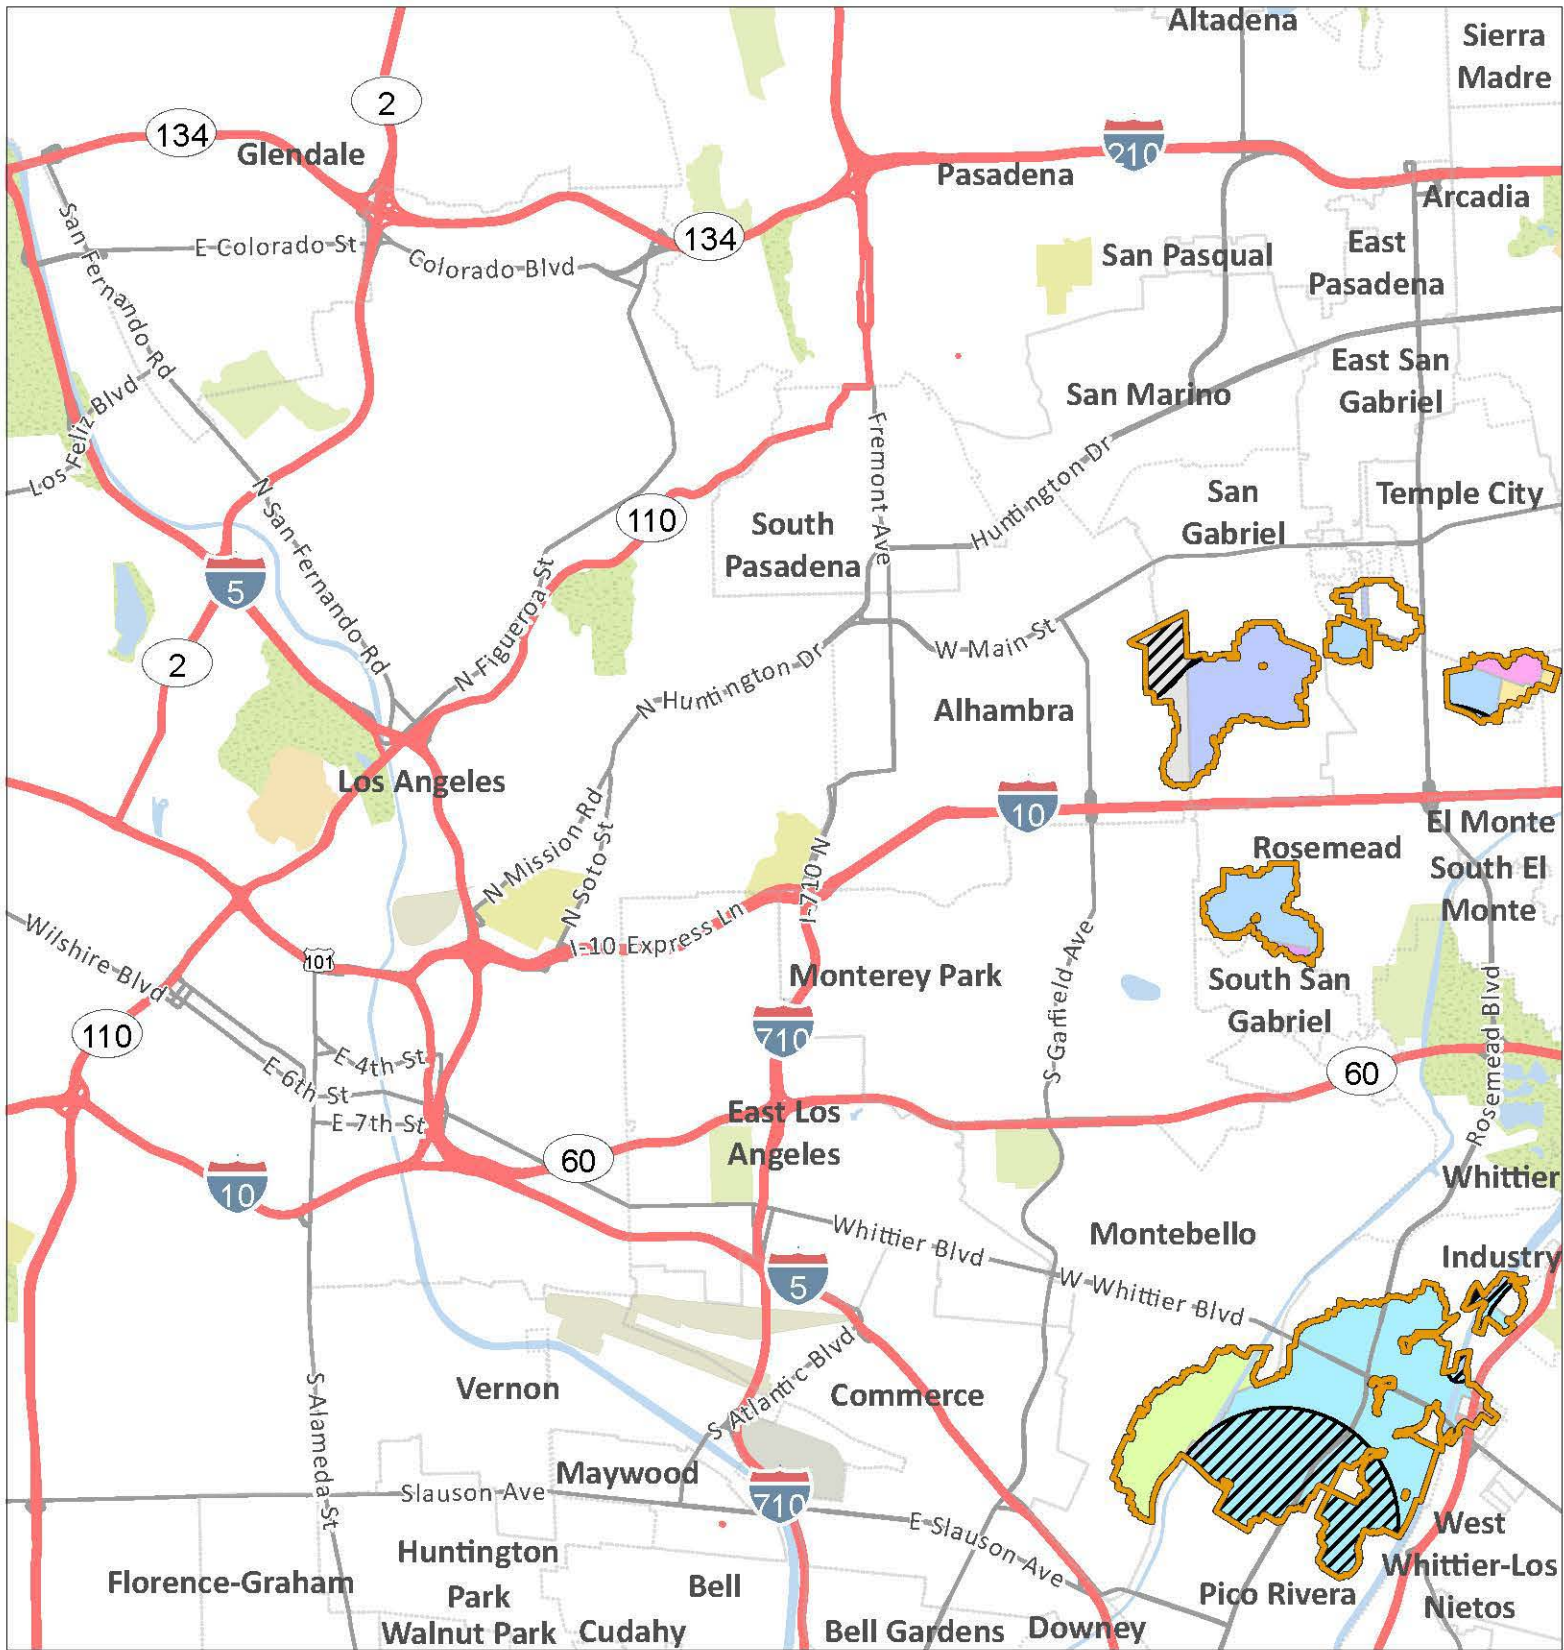 Altadena
Sierra
Madre
2
134
Glendale
210
Pasadena
Arcadia
San Fernando Rd
E Colorado St
Colorado Blvd
134
San Pasqual
East
Pasadena
East San
Gabriel
San Marino
Los Feliz Blvd
Fremont Ave
Huntington Dr
San
Gabriel
Temple City
N San Fernando Rd
110
South
Pasadena
5
N Figueroa St
2
W Main St
N Huntington Dr
Alhambra
Los Angeles
10
El Monte
Rosemead
South El
Monte
N Mission Rd
N Soto St
I-710 N
I-10 Express Ln
Wilshire Blvd
101
Monterey Park
S Garfield Ave
South San
Gabriel
Rosemead Blvd
110
710
E 4th St
E 6th St
E 7th St
60
East Los
Angeles
60
10
Whittier
Whittier Blvd
Montebello
Industry
5
W Whittier Blvd
S Atlantic Blvd
Vernon
Commerce
S Alameda St
Maywood
Slauson Ave
710
E Slauson Ave
West
Whittier-Los
Nietos
Huntington
Park
Florence-Graham
Bell
Pico Rivera
Walnut Park
Cudahy
Bell Gardens
Downey